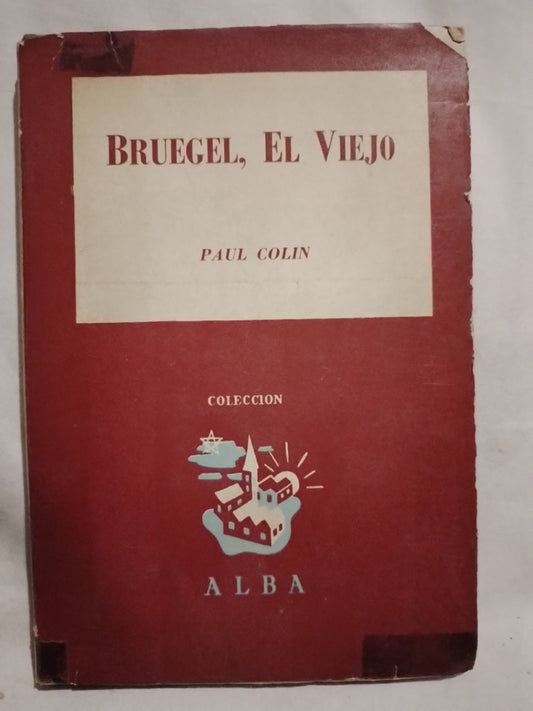 BRUEGEL, EL VIEJO
PAUL COLIN
COLECCION
ALBA